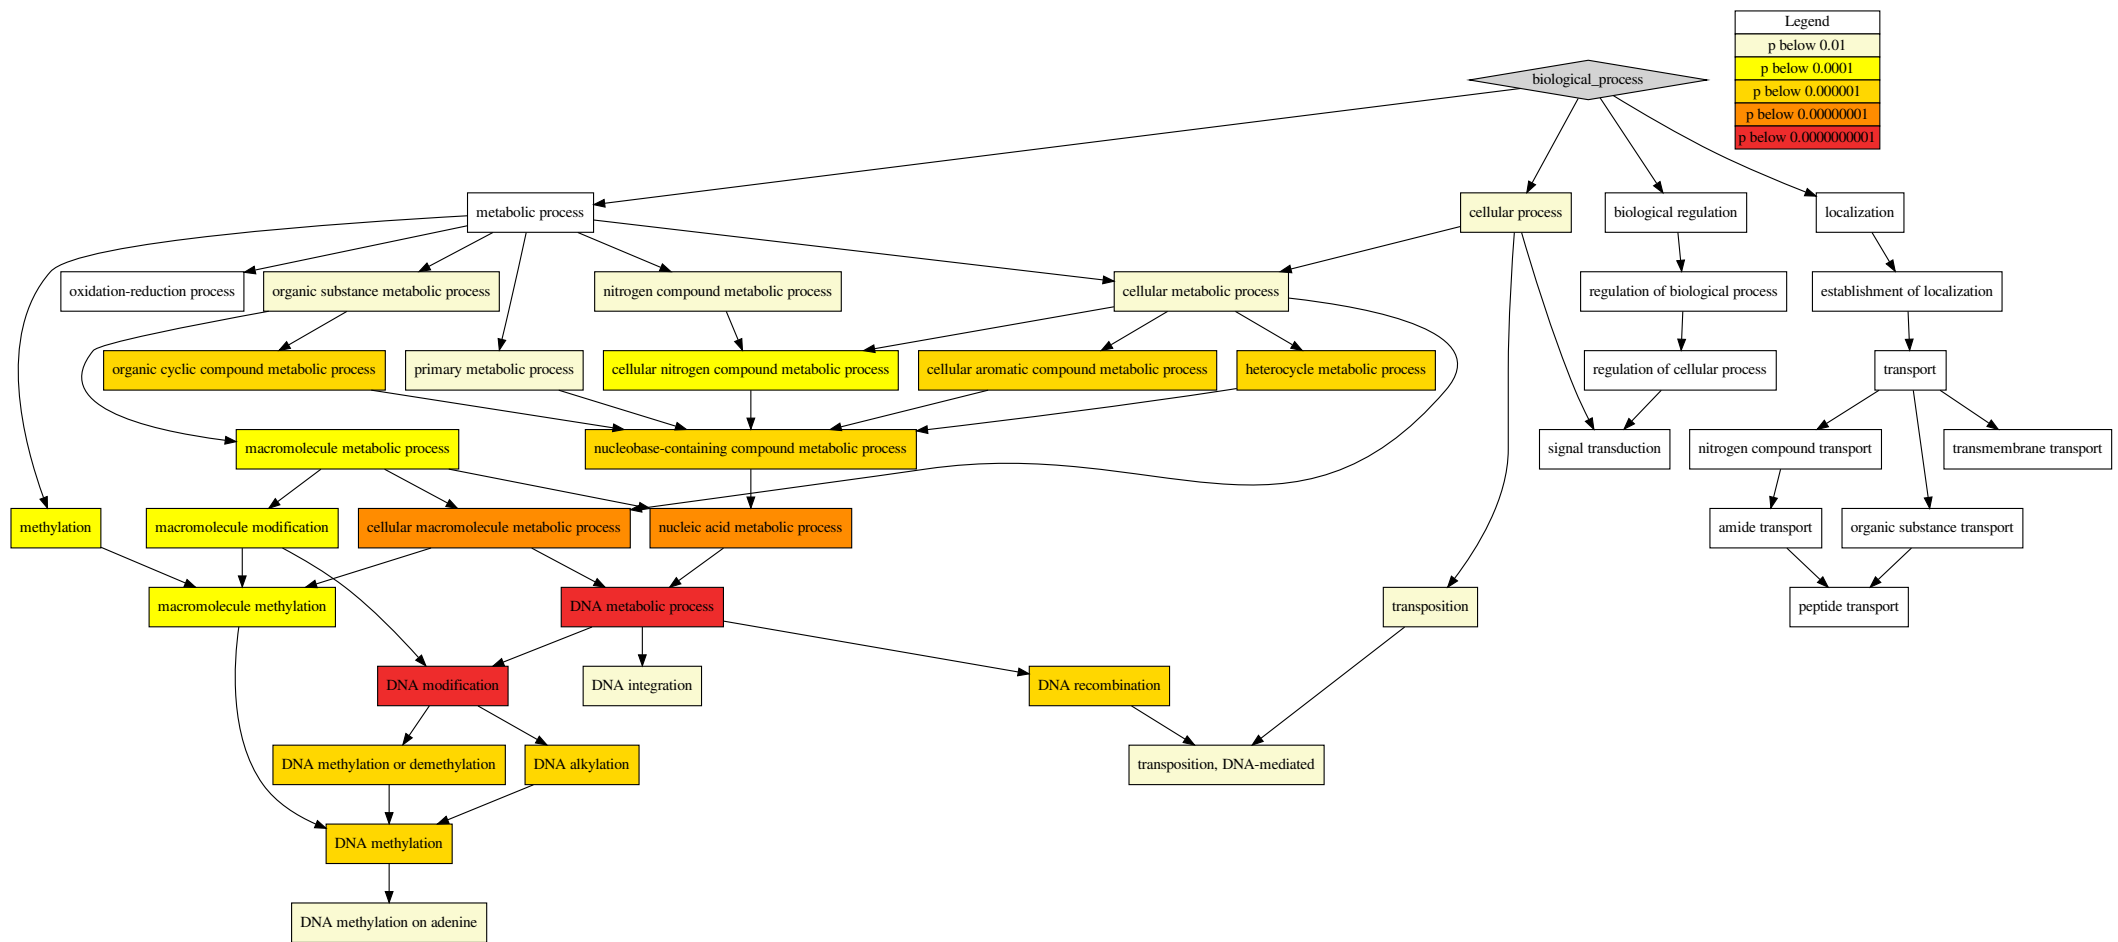 Legend
p below 0.01
p below 0.0001
p below 0.000001
p below 0.00000001
p below 0.0000000001
biological_process
metabolic process
cellular process
biological regulation
localization
oxidation-reduction process
organic substance metabolic process
nitrogen compound metabolic process
cellular metabolic process
regulation of biological process
establishment of localization
organic cyclic compound metabolic process
primary metabolic process
cellular nitrogen compound metabolic process
cellular aromatic compound metabolic process
heterocycle metabolic process
regulation of cellular process
transport
macromolecule metabolic process
nucleobase-containing compound metabolic process
signal transduction
nitrogen compound transport
transmembrane transport
methylation
macromolecule modification
cellular macromolecule metabolic process
nucleic acid metabolic process
amide transport
organic substance transport
macromolecule methylation
DNA metabolic process
transposition
peptide transport
DNA modification
DNA integration
DNA recombination
DNA methylation or demethylation
DNA alkylation
transposition, DNA-mediated
DNA methylation
DNA methylation on adenine